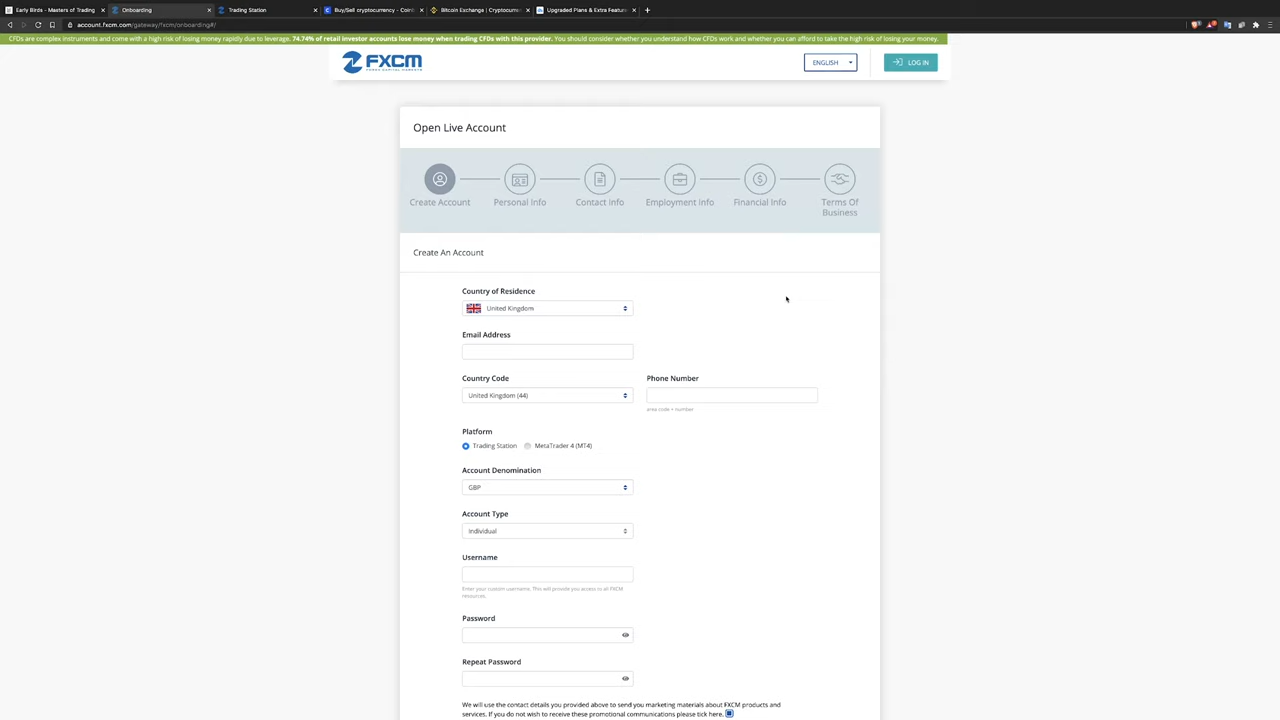 Early Birds - Masters of Trading
Onboarding
Trading Station
Buy/Sell cryptocurrency - Coinb
Bitcoin Exchange | Cryptocurre
Upgraded Plans & Extra Feature
account.fxcm.com/gateway/fxcm/onboarding#/
CFDs are complex instruments and come with a high risk of losing money rapidly due to leverage. 74.74% of retail investor accounts lose money when trading CFDs with this provider. You should consider whether you understand how CFDs work and whether you can afford to take the high risk of losing your money.
FXCM
FOREX CAPITAL MARKETS
ENGLISH
LOG IN
Open Live Account
Create Account
Personal Info
Contact Info
Employment Info
Financial Info
Terms Of
Business
Create An Account
Country of Residence
United Kingdom
Email Address
Country Code
Phone Number
United Kingdom (44)
area code + number
Platform
Trading Station
MetaTrader 4 (MT4)
Account Denomination
GBP
Account Type
Individual
Username
Enter your custom username. This will provide you access to all FXCM
resources.
Password
Repeat Password
We will use the contact details you provided above to send you marketing materials about FXCM products and
services. If you do not wish to receive these promotional communications please tick here.